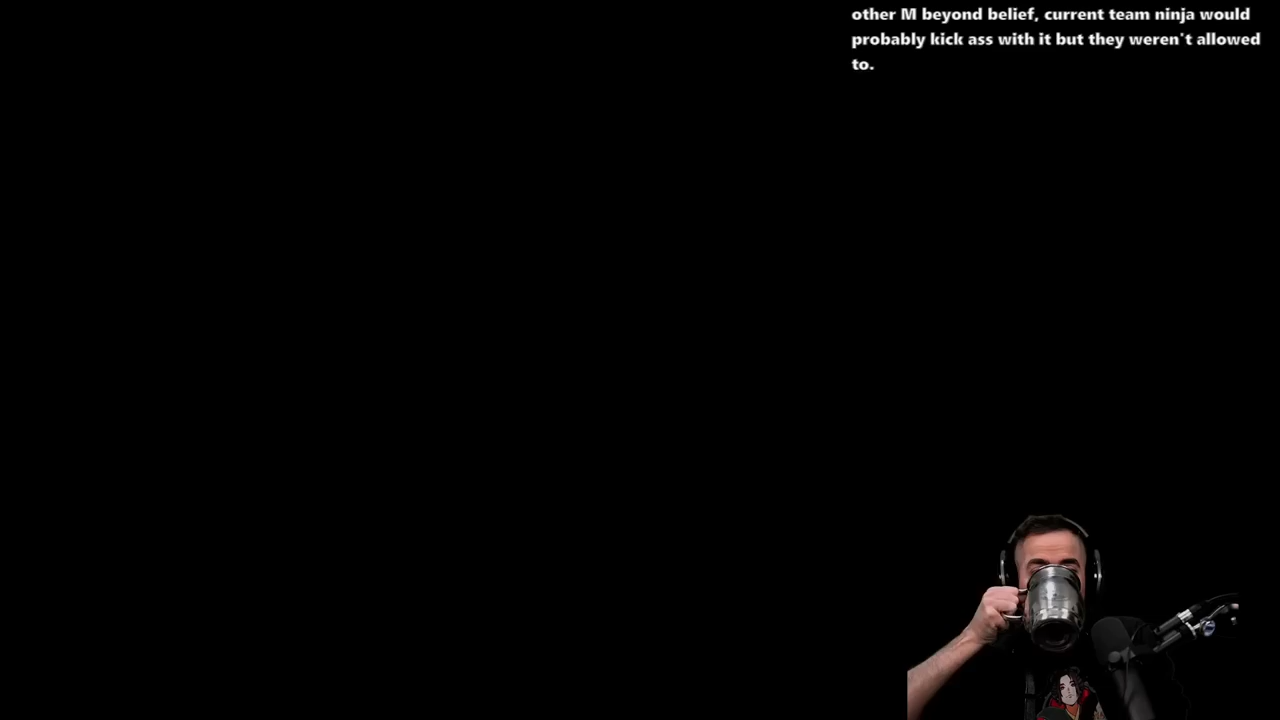 other M beyond belief, current team ninja would
probably kick ass with it but they weren't allowed
to.